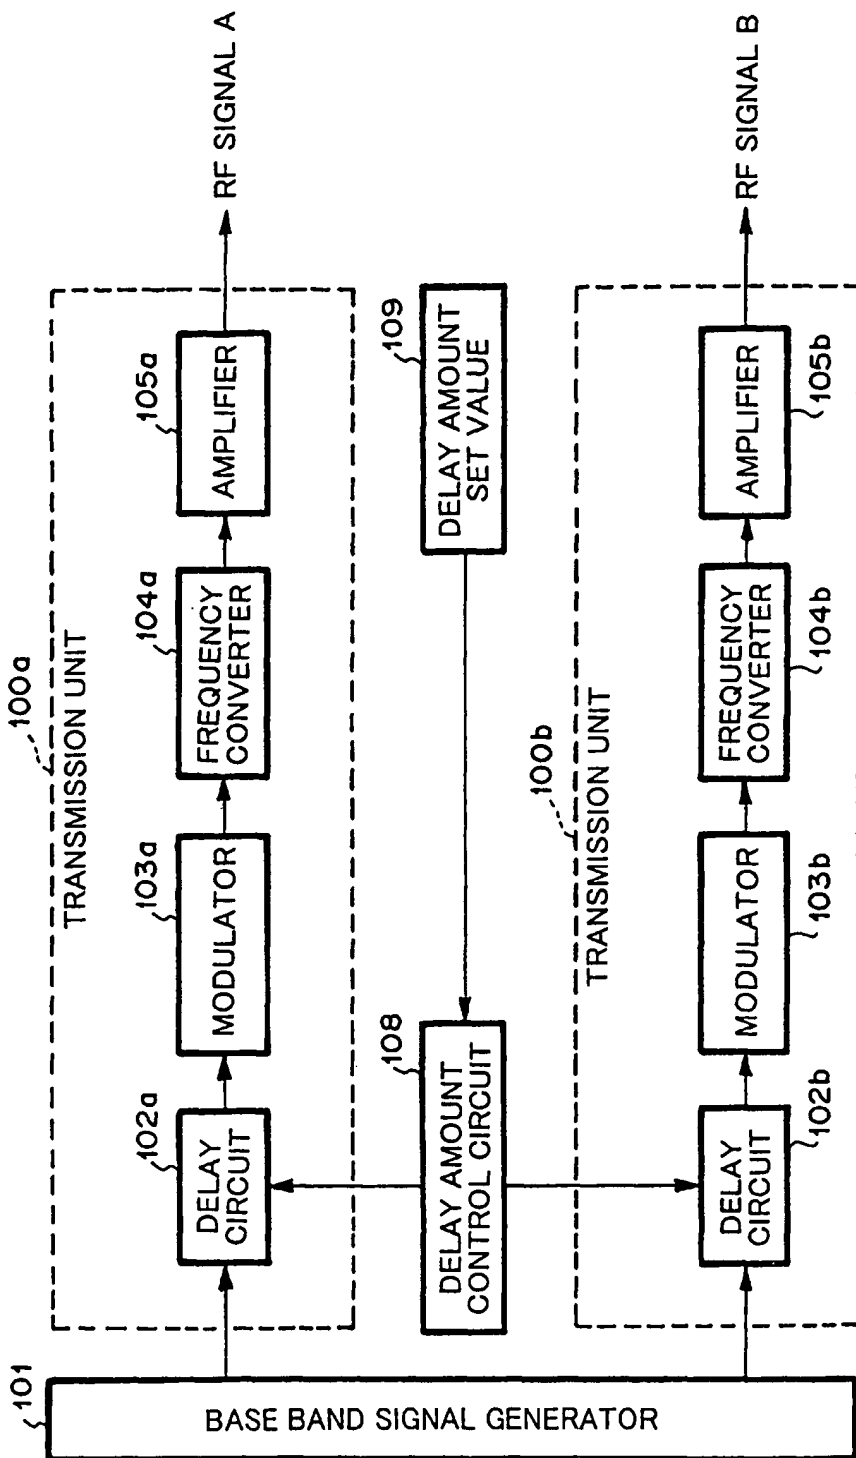 101
BASE BAND SIGNAL GENERATOR
100a
TRANSMISSION UNIT
102a
DELAY
CIRCUIT
103a
MODULATOR
104a
FREQUENCY
CONVERTER
105a
AMPLIFIER
RF SIGNAL A
108
DELAY AMOUNT
CONTROL CIRCUIT
109
DELAY AMOUNT
SET VALUE
100b
TRANSMISSION UNIT
DELAY
CIRCUIT
102b
MODULATOR
103b
FREQUENCY
CONVERTER
104b
AMPLIFIER
105b
RF SIGNAL B